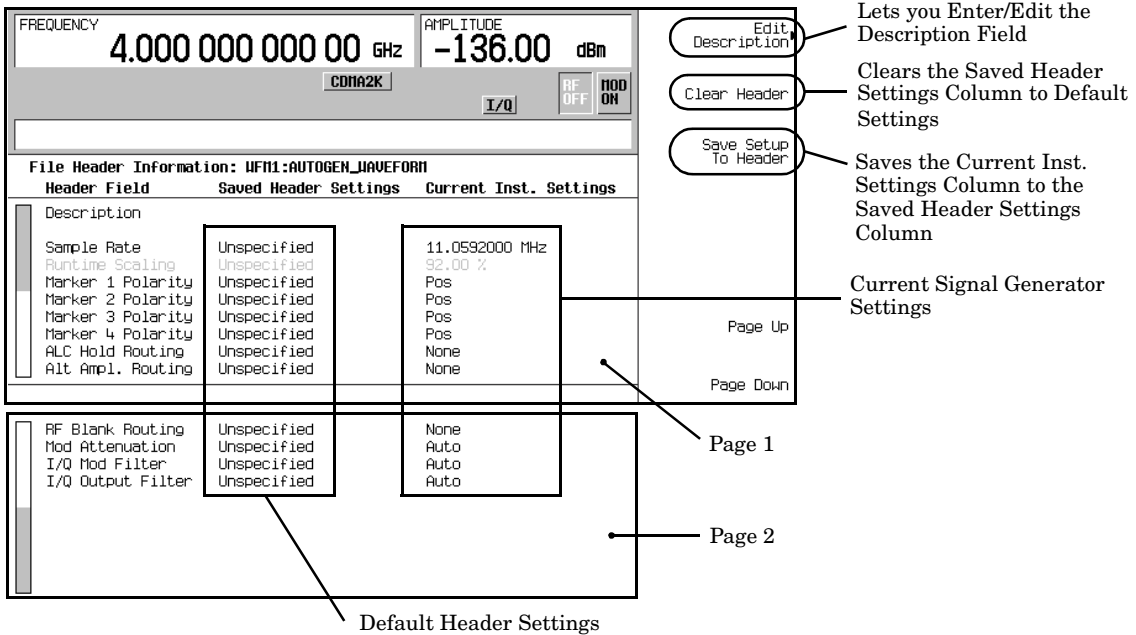 FREQUENCY
4.000 000 000 00 GHz
AMPLITUDE
-136.00 dBm
CDMA2K
I/Q
RF OFF
MOD ON
File Header Information: WFM1:AUTOGEN_WAVEFORM
Header Field Saved Header Settings Current Inst. Settings
Description
Sample Rate Unspecified 11.0592000 MHz
Runtime Scaling Unspecified 92.00 %
Marker 1 Polarity Unspecified Pos
Marker 2 Polarity Unspecified Pos
Marker 3 Polarity Unspecified Pos
Marker 4 Polarity Unspecified Pos
ALC Hold Routing Unspecified None
Alt Ampl. Routing Unspecified None
RF Blank Routing Unspecified None
Mod Attenuation Unspecified Auto
I/Q Mod Filter Unspecified Auto
I/Q Output Filter Unspecified Auto
Edit
Description
Clear Header
Save Setup
To Header
Page Up
Page Down
Lets you Enter/Edit the
Description Field
Clears the Saved Header
Settings Column to Default
Settings
Saves the Current Inst.
Settings Column to the
Saved Header Settings
Column
Current Signal Generator
Settings
Page 1
Page 2
Default Header Settings